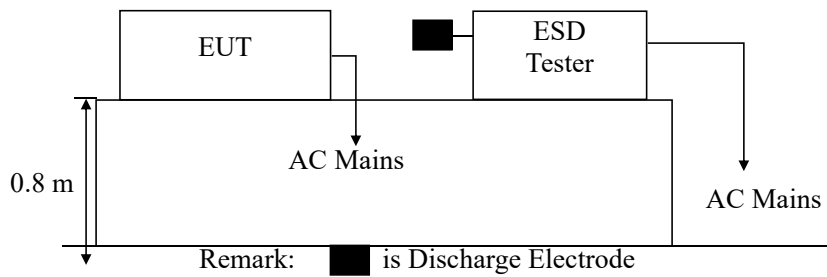 EUT
ESD
Tester
AC Mains
0.8 m
AC Mains
Remark: is Discharge Electrode